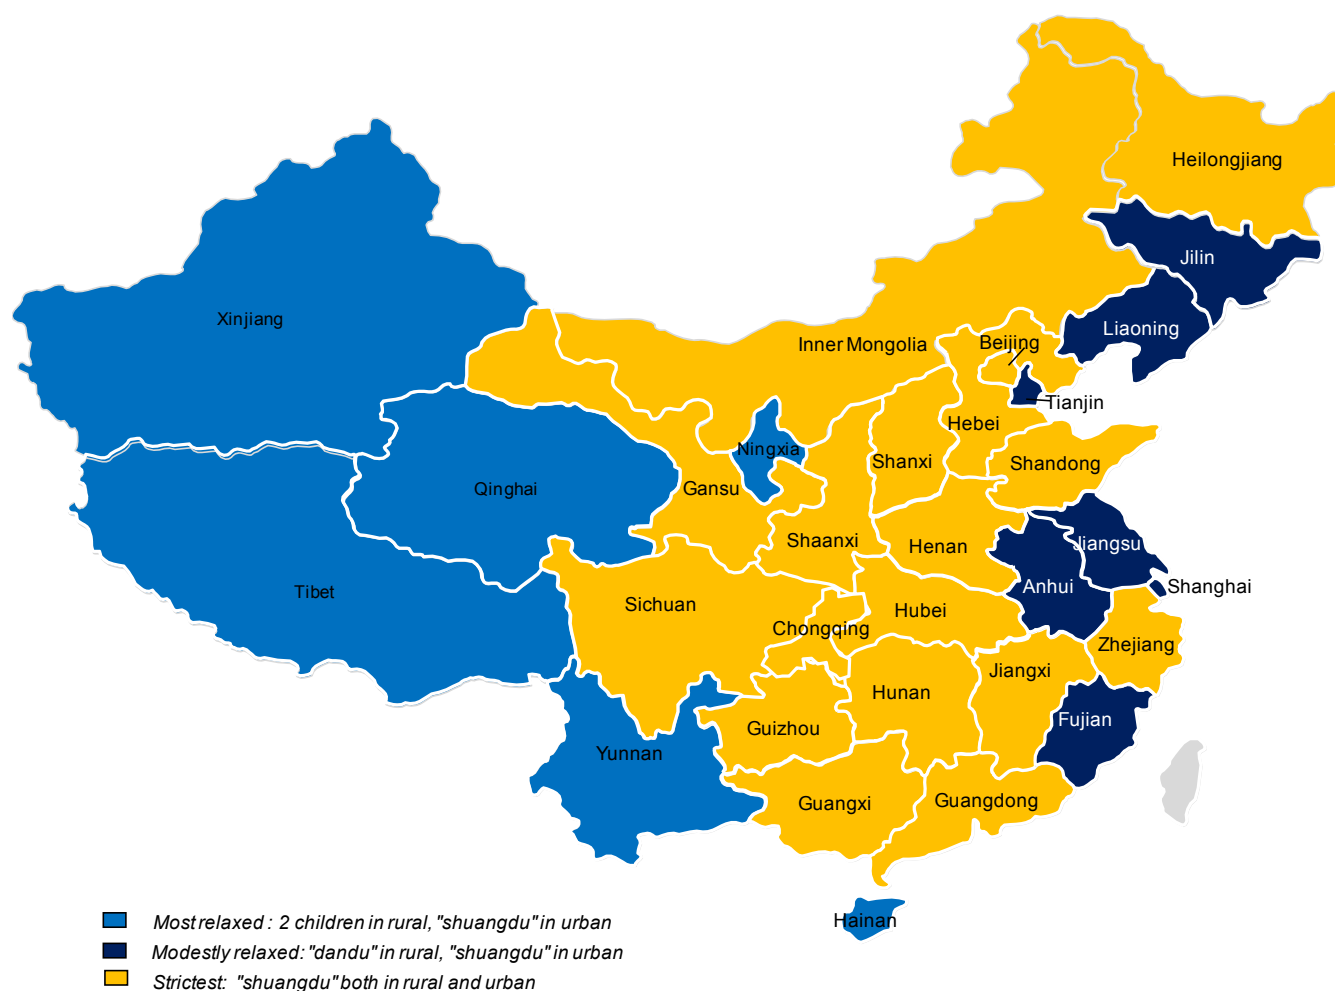 Heilongjiang
Jilin
Xinjiang
Liaoning
Inner Mongolia
Beijing
Tianjin
Hebei
Ningxia
Shanxi
Shandong
Qinghai
Gansu
Shaanxi
Henan
Jiangsu
Tibet
Anhui
Shanghai
Sichuan
Hubei
Chongqing
Zhejiang
Jiangxi
Hunan
Fujian
Guizhou
Yunnan
Guangxi
Guangdong
Hainan
Most relaxed : 2 children in rural, "shuangdu" in urban
Modestly relaxed: "dandu" in rural, "shuangdu" in urban
Strictest: "shuangdu" both in rural and urban